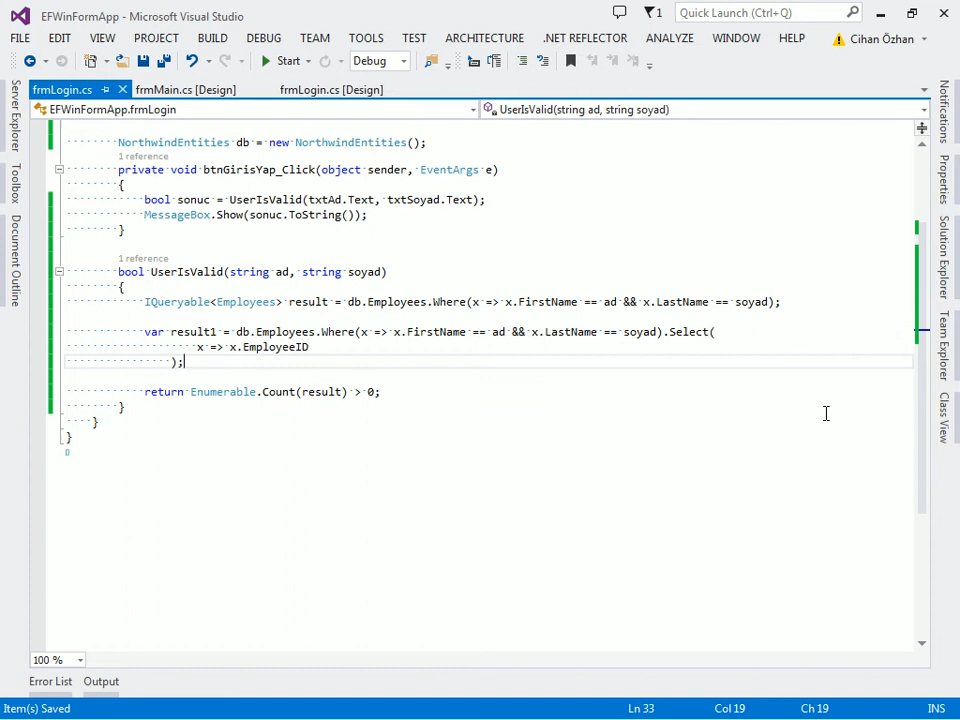 EFWinFormApp - Microsoft Visual Studio
1
Quick Launch (Ctrl+Q)
FILE EDIT VIEW PROJECT BUILD DEBUG TEAM TOOLS TEST ARCHITECTURE .NET REFLECTOR ANALYZE WINDOW HELP Cihan Özhan
Start Debug
frmLogin.cs frmMain.cs [Design] frmLogin.cs [Design]
EFWinFormApp.frmLogin UserIsValid(string ad, string soyad)
NorthwindEntities db = new NorthwindEntities();
1 reference
private void btnGirisYap_Click(object sender, EventArgs e)
{
bool sonuc = UserIsValid(txtAd.Text, txtSoyad.Text);
MessageBox.Show(sonuc.ToString());
}
1 reference
bool UserIsValid(string ad, string soyad)
{
IQueryable<Employees> result = db.Employees.Where(x => x.FirstName == ad && x.LastName == soyad);
var result1 = db.Employees.Where(x => x.FirstName == ad && x.LastName == soyad).Select(
x => x.EmployeeID
);
return Enumerable.Count(result) > 0;
}
}
}
Server Explorer
Toolbox
Document Outline
Notifications
Properties
Solution Explorer
Team Explorer
Class View
100 %
Error List Output
Item(s) Saved Ln 33 Col 19 Ch 19 INS